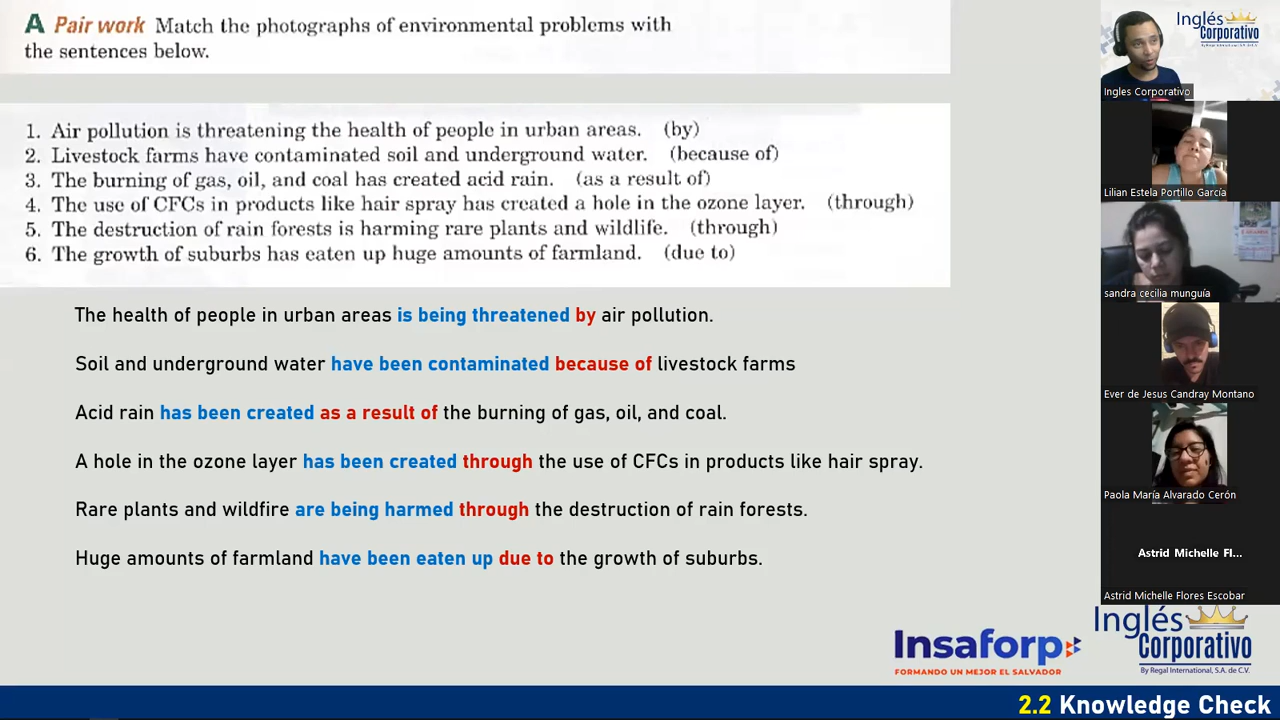 A Pair work Match the photographs of environmental problems with
the sentences below.
1. Air pollution is threatening the health of people in urban areas. (by)
2. Livestock farms have contaminated soil and underground water. (because of)
3. The burning of gas, oil, and coal has created acid rain. (as a result of)
4. The use of CFCs in products like hair spray has created a hole in the ozone layer. (through)
5. The destruction of rain forests is harming rare plants and wildlife. (through)
6. The growth of suburbs has eaten up huge amounts of farmland. (due to)
The health of people in urban areas is being threatened by air pollution.
Soil and underground water have been contaminated because of livestock farms
Acid rain has been created as a result of the burning of gas, oil, and coal.
A hole in the ozone layer has been created through the use of CFCs in products like hair spray.
Rare plants and wildfire are being harmed through the destruction of rain forests.
Huge amounts of farmland have been eaten up due to the growth of suburbs.
Insaforp
FORMANDO UN MEJOR EL SALVADOR
Inglés
Corporativo
By Regal International, S.A. de C.V.
2.2 Knowledge Check
Inglés
Corporativo
Ingles Corporativo
Lilian Estela Portillo García
sandra cecilia munguía
Ever de Jesus Candray Montano
Paola María Alvarado Cerón
Astrid Michelle Fl...
Astrid Michelle Flores Escobar